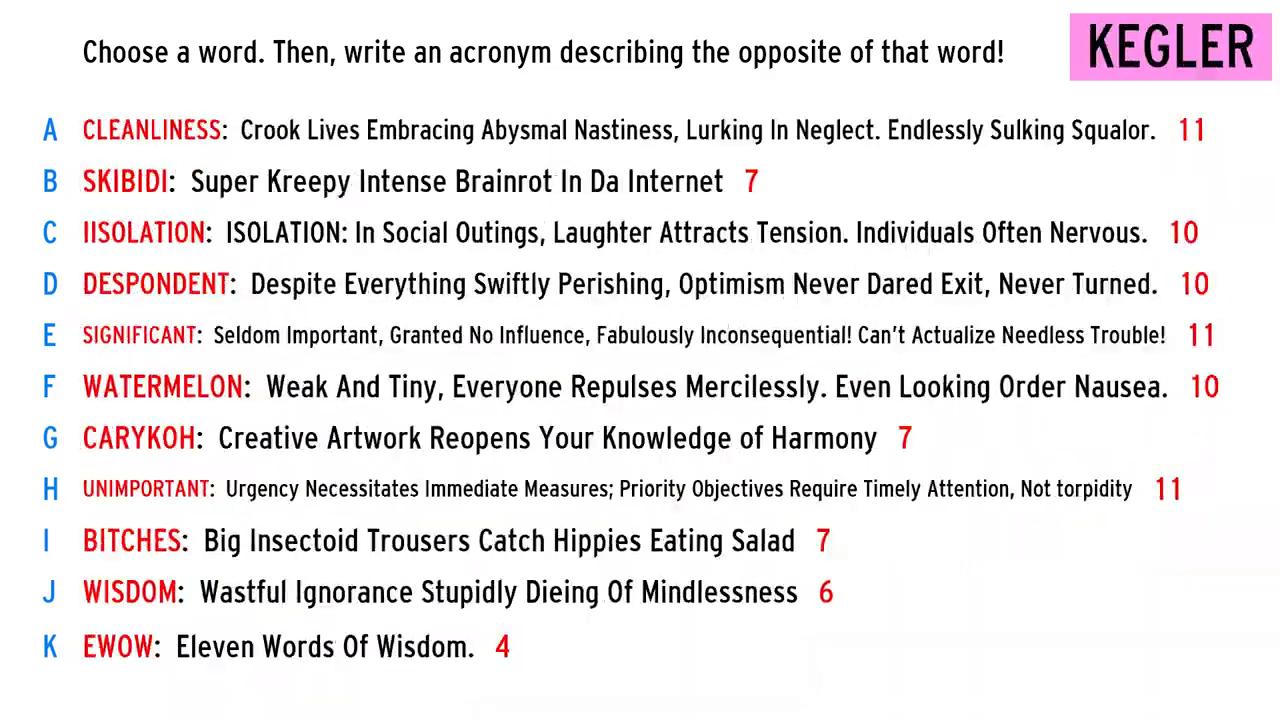 Choose a word. Then, write an acronym describing the opposite of that word!
KEGLER
A CLEANLINESS: Crook Lives Embracing Abysmal Nastiness, Lurking In Neglect. Endlessly Sulking Squalor. 11
B SKIBIDI: Super Kreepy Intense Brainrot In Da Internet 7
C IISOLATION: ISOLATION: In Social Outings, Laughter Attracts Tension. Individuals Often Nervous. 10
D DESPONDENT: Despite Everything Swiftly Perishing, Optimism Never Dared Exit, Never Turned. 10
E SIGNIFICANT: Seldom Important, Granted No Influence, Fabulously Inconsequential! Can't Actualize Needless Trouble! 11
F WATERMELON: Weak And Tiny, Everyone Repulses Mercilessly. Even Looking Order Nausea. 10
G CARYKOH: Creative Artwork Reopens Your Knowledge of Harmony 7
H UNIMPORTANT: Urgency Necessitates Immediate Measures; Priority Objectives Require Timely Attention, Not torpidity 11
I BITCHES: Big Insectoid Trousers Catch Hippies Eating Salad 7
J WISDOM: Wastful Ignorance Stupidly Dieing Of Mindlessness 6
K EWOW: Eleven Words Of Wisdom. 4